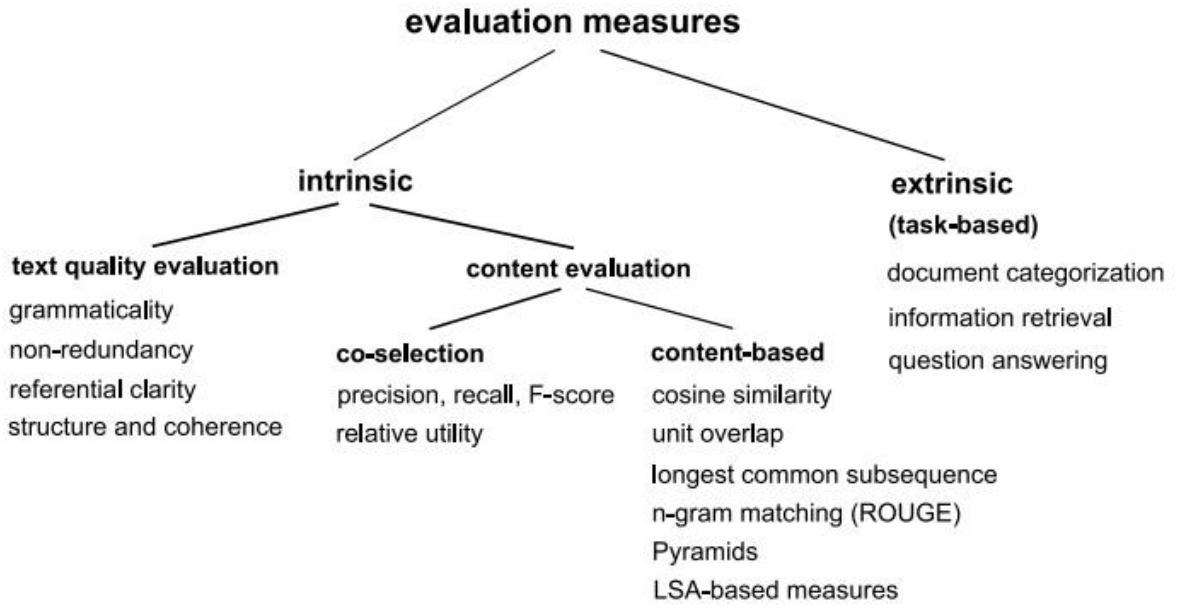 evaluation measures
intrinsic
extrinsic
(task-based)
text quality evaluation
grammaticality
non-redundancy
referential clarity
structure and coherence
content evaluation
co-selection
precision, recall, F-score
relative utility
content-based
cosine similarity
unit overlap
longest common subsequence
n-gram matching (ROUGE)
Pyramids
LSA-based measures
document categorization
information retrieval
question answering